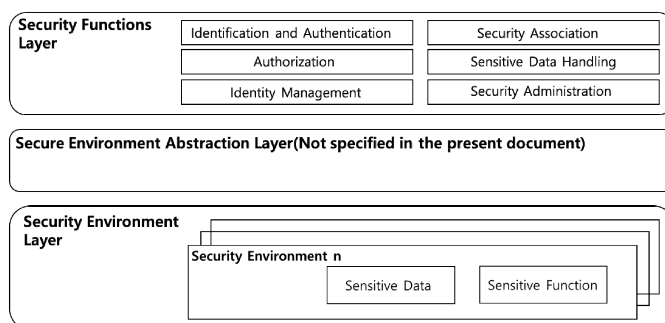 Security Functions
Layer
Identification and Authentication
Security Association
Authorization
Sensitive Data Handling
Identity Management
Security Administration
Secure Environment Abstraction Layer(Not specified in the present document)
Security Environment
Layer
Security Environment n
Sensitive Data
Sensitive Function